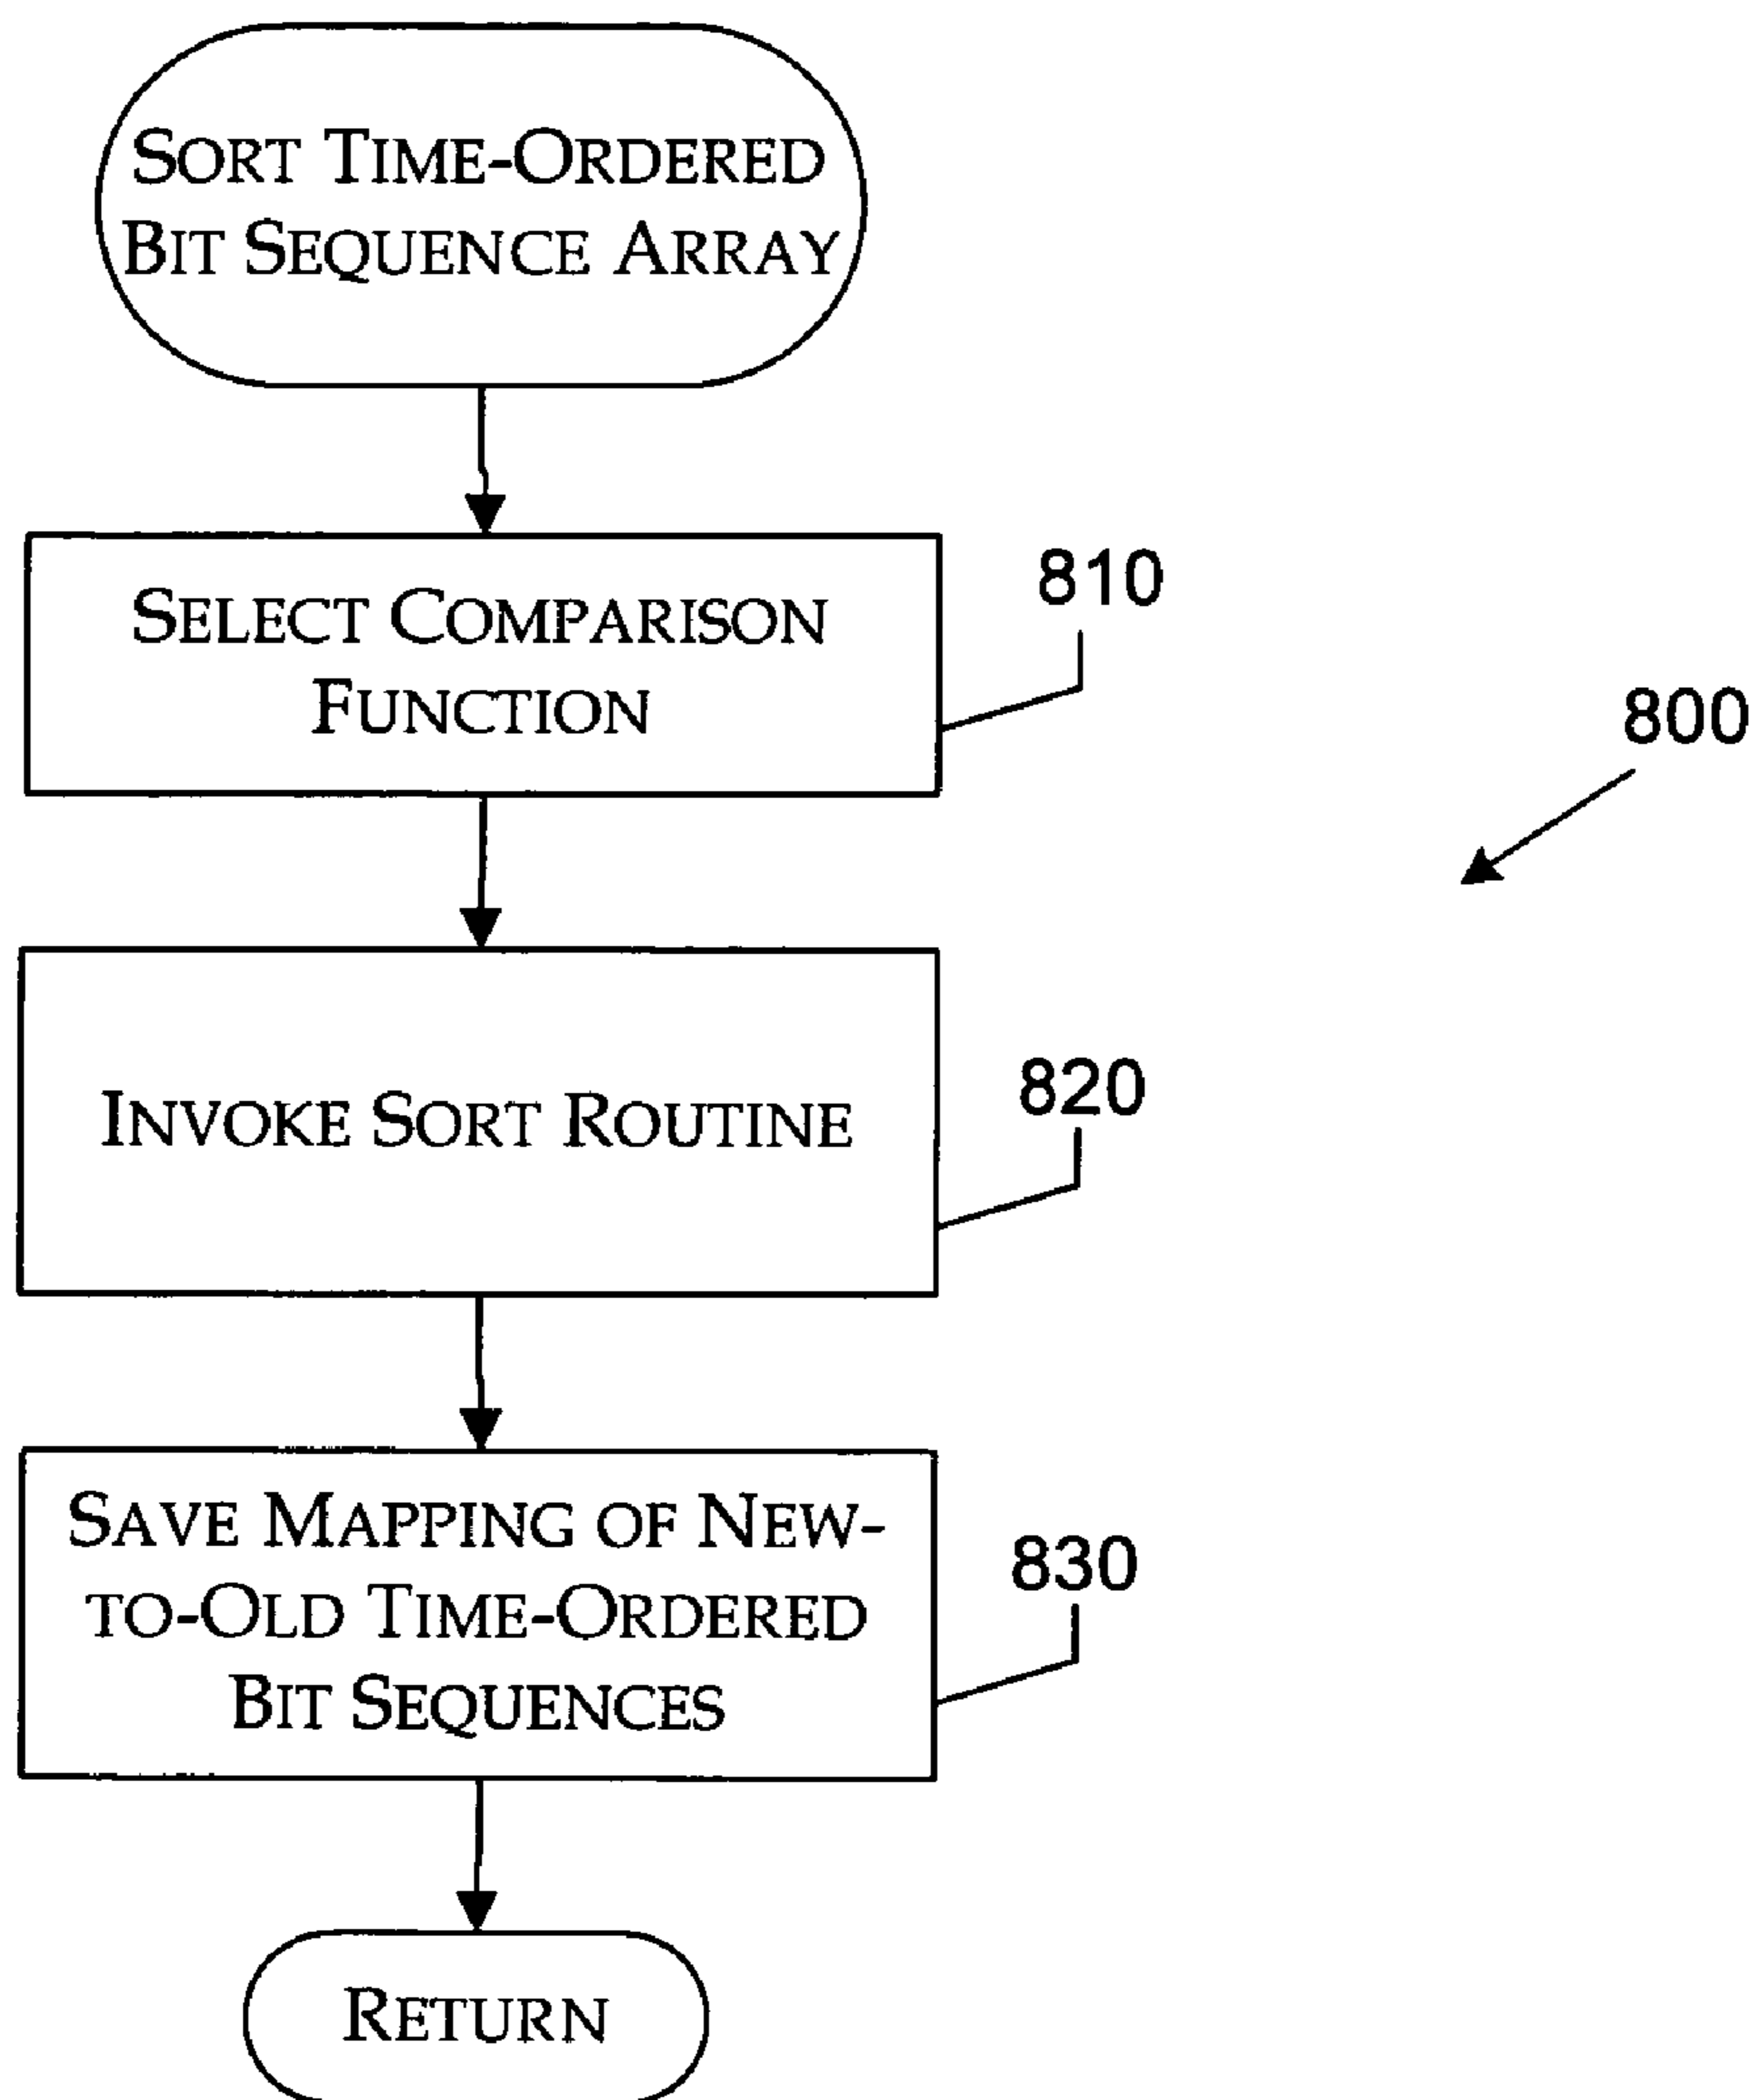 SORT TIME-ORDERED
BIT SEQUENCE ARRAY
SELECT COMPARISON
FUNCTION
810
800
INVOKE SORT ROUTINE
820
SAVE MAPPING OF NEW-
TO-OLD TIME-ORDERED
BIT SEQUENCES
830
RETURN